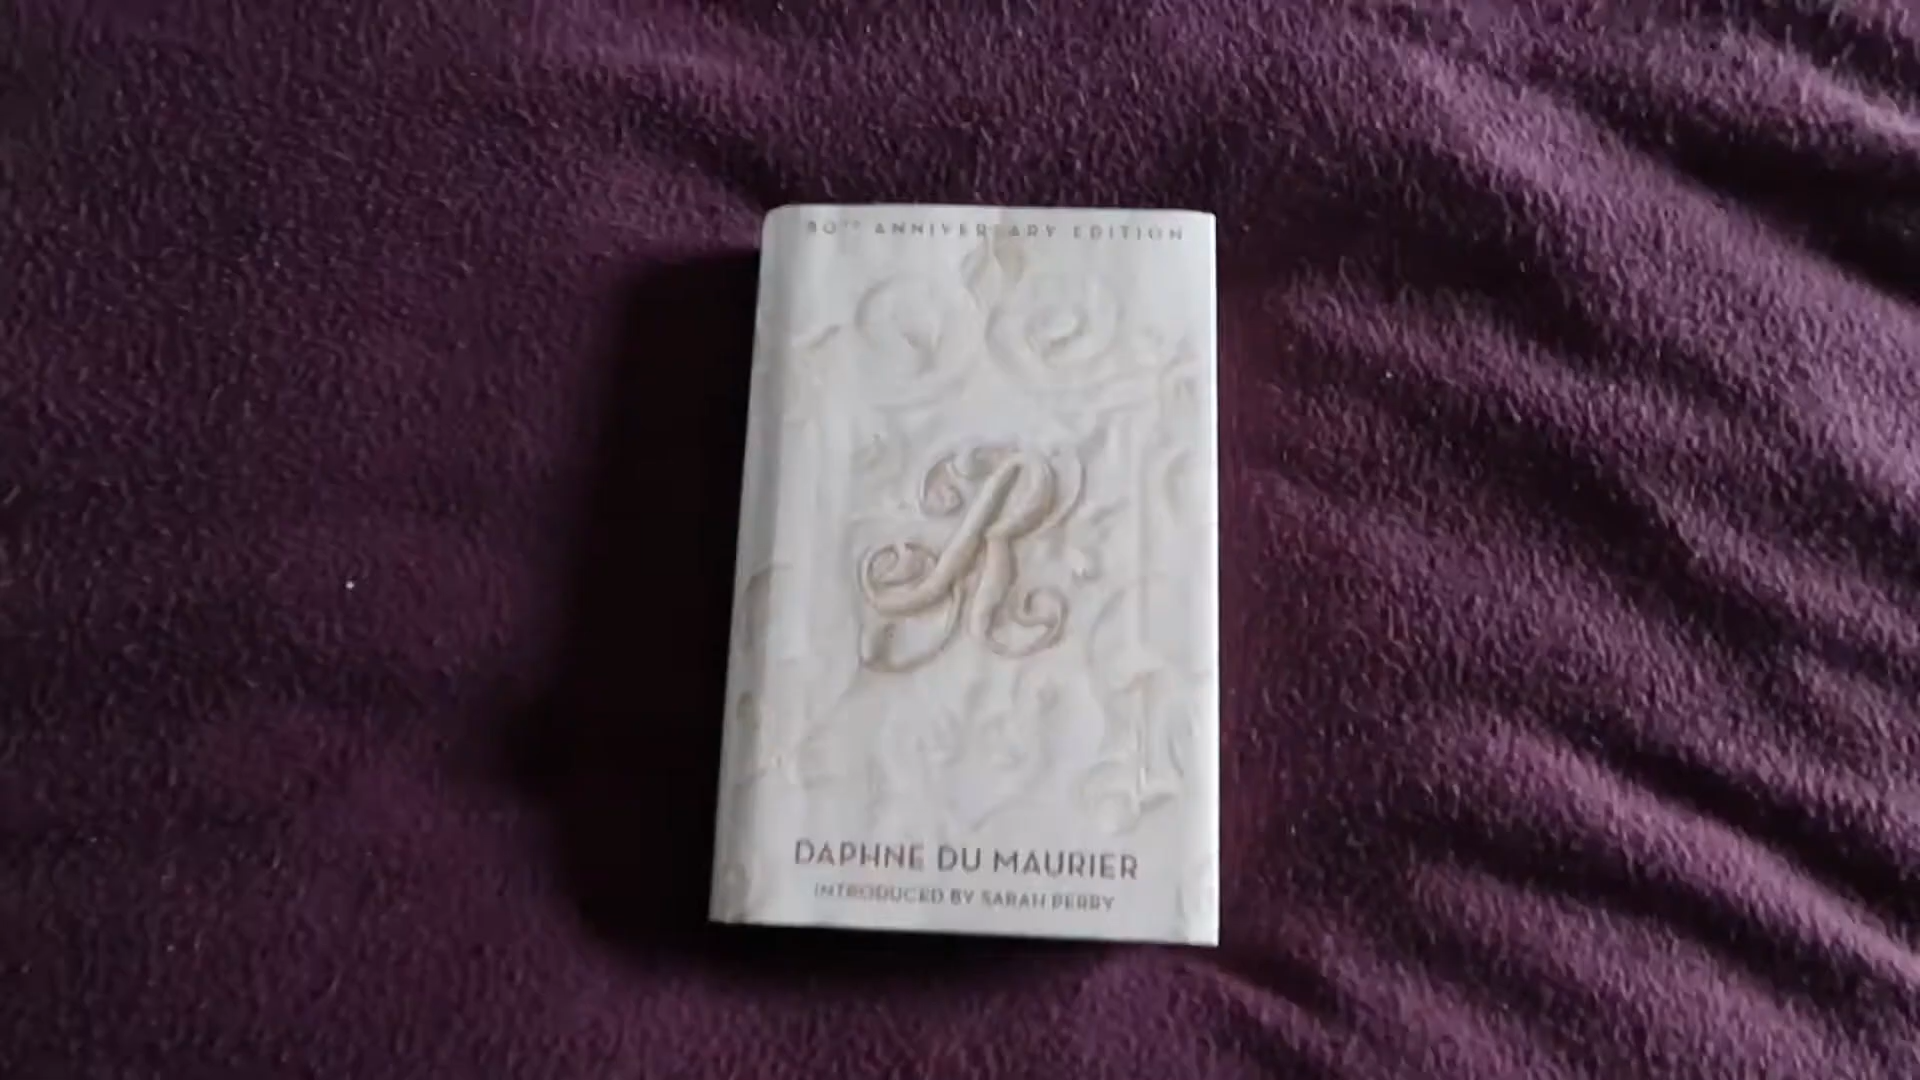 80TH ANNIVERSARY EDITION
R
DAPHNE DU MAURIER
INTRODUCED BY SARAH PERRY